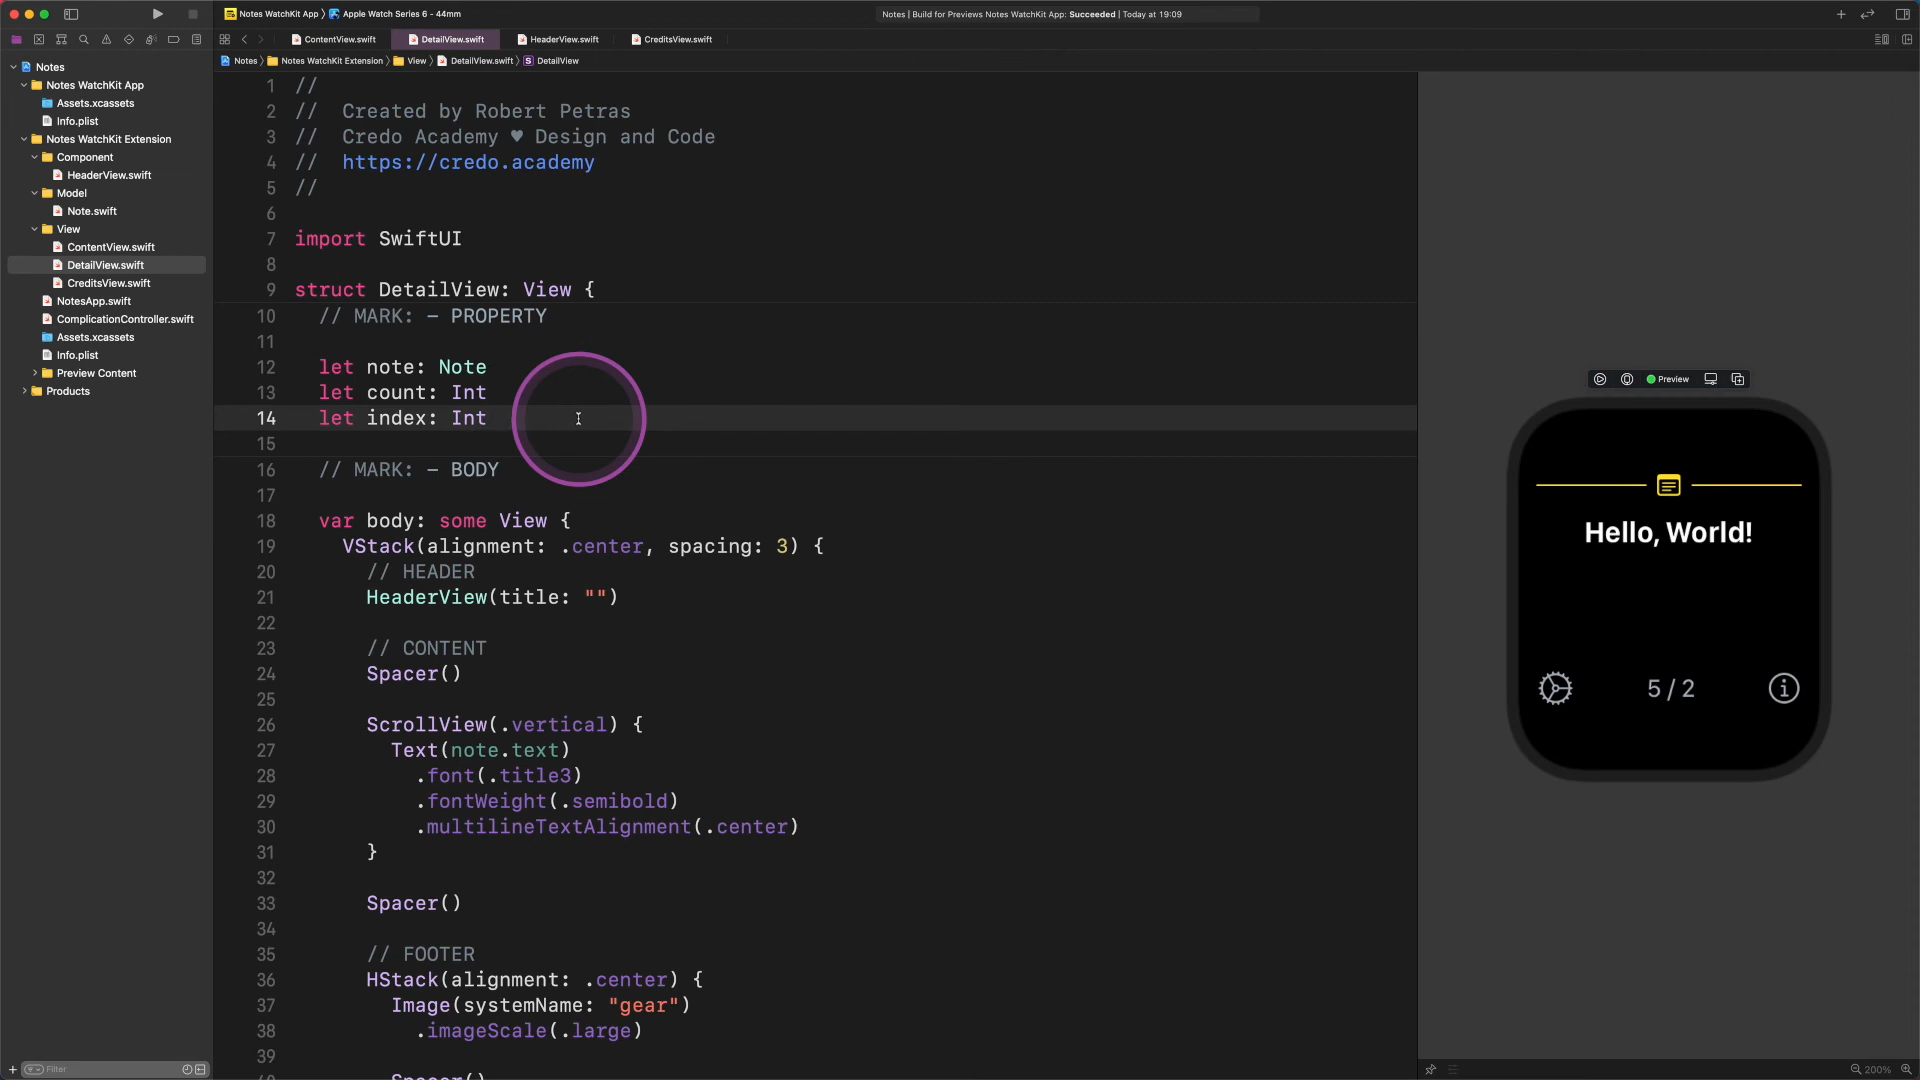 Notes WatchKit App
Apple Watch Series 6 - 44mm
Notes | Build for Previews Notes WatchKit App: Succeeded | Today at 19:09
ContentView.swift
DetailView.swift
HeaderView.swift
CreditsView.swift
Notes
Notes WatchKit Extension
View
DetailView.swift
DetailView
Notes
Notes WatchKit App
Assets.xcassets
Info.plist
Notes WatchKit Extension
Component
HeaderView.swift
Model
Note.swift
View
ContentView.swift
DetailView.swift
CreditsView.swift
NotesApp.swift
ComplicationController.swift
Assets.xcassets
Info.plist
Preview Content
Products
Filter
1 //
2 //  Created by Robert Petras
3 //  Credo Academy ♥ Design and Code
4 //  https://credo.academy
5 //
6
7 import SwiftUI
8
9 struct DetailView: View {
10 // MARK: - PROPERTY
11
12 let note: Note
13 let count: Int
14 let index: Int
15
16 // MARK: - BODY
17
18 var body: some View {
19 VStack(alignment: .center, spacing: 3) {
20 // HEADER
21 HeaderView(title: "")
22
23 // CONTENT
24 Spacer()
25
26 ScrollView(.vertical) {
27 Text(note.text)
28 .font(.title3)
29 .fontWeight(.semibold)
30 .multilineTextAlignment(.center)
31 }
32
33 Spacer()
34
35 // FOOTER
36 HStack(alignment: .center) {
37 Image(systemName: "gear")
38 .imageScale(.large)
39
40 Spacer()
Preview
Hello, World!
5 / 2
200%